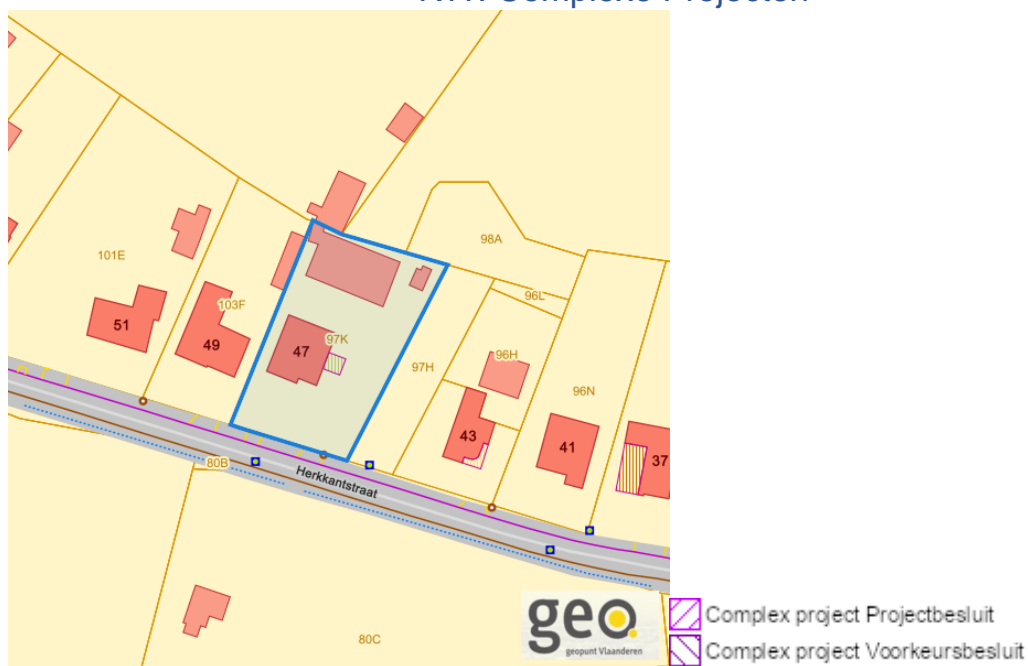 98A
101E
96L
103F
51
49
47
97K
97H
96H
96N
43
41
37
80B
Herkkantstraat
80C
geo
geopunt Vlaanderen
Complex project Projectbesluit
Complex project Voorkeursbesluit